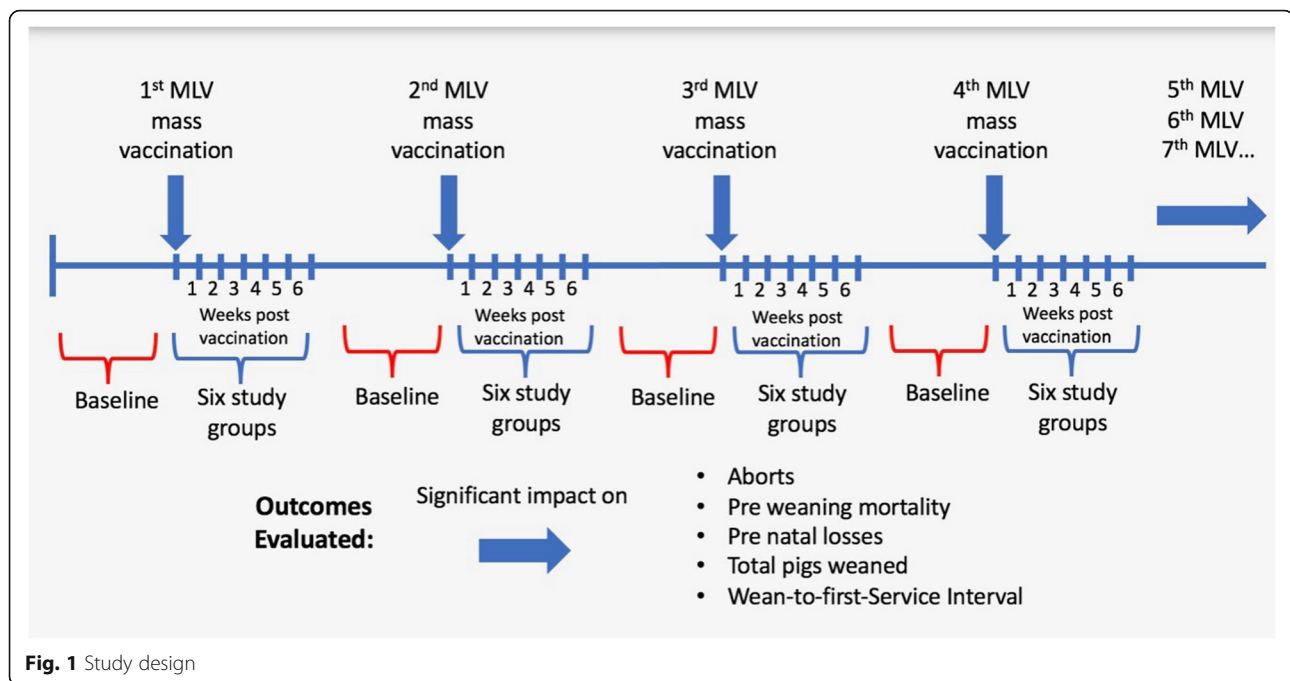 1st MLV
mass
vaccination
2nd MLV
mass
vaccination
3rd MLV
mass
vaccination
4th MLV
mass
vaccination
5th MLV
6th MLV
7th MLV...
1 2 3 4 5 6
Weeks post
vaccination
1 2 3 4 5 6
Weeks post
vaccination
1 2 3 4 5 6
Weeks post
vaccination
1 2 3 4 5 6
Weeks post
vaccination
Baseline
Six study
groups
Baseline
Six study
groups
Baseline
Six study
groups
Baseline
Six study
groups
Outcomes
Evaluated:
Significant impact on
• Aborts
• Pre weaning mortality
• Pre natal losses
• Total pigs weaned
• Wean-to-first-Service Interval
Fig. 1 Study design